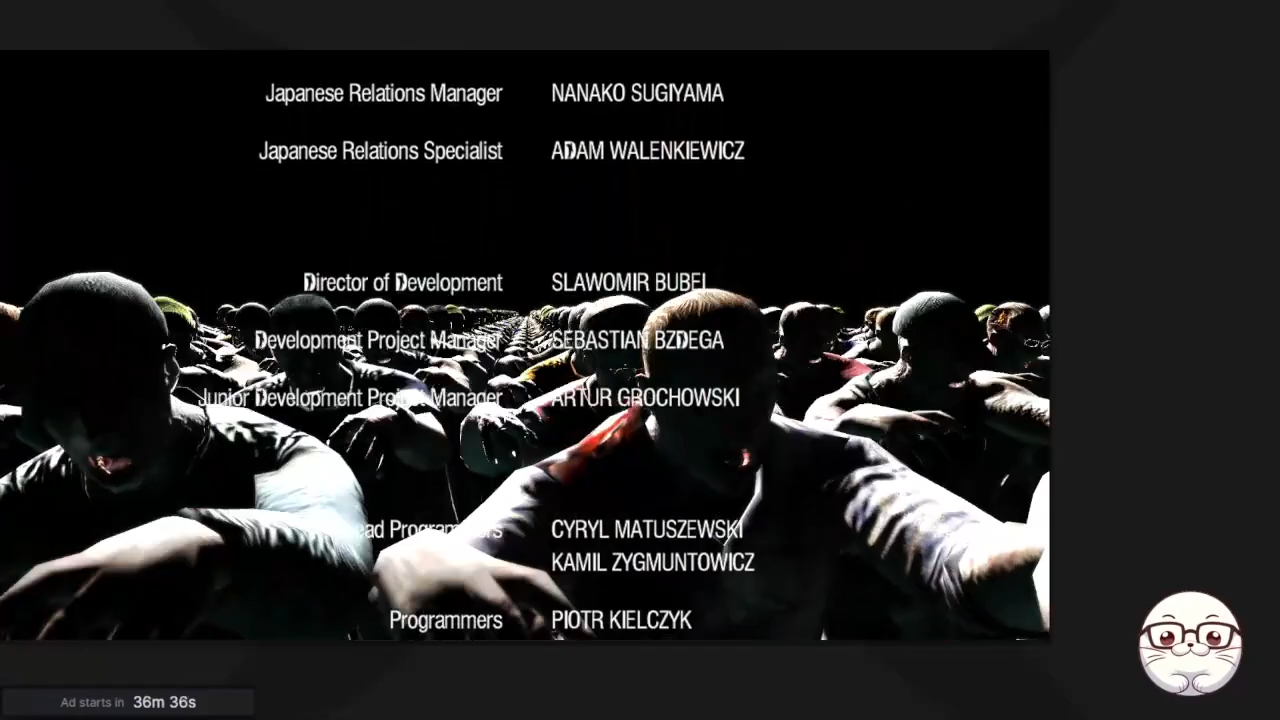 Japanese Relations Manager NANAKO SUGIYAMA
Japanese Relations Specialist ADAM WALENKIEWICZ
Director of Development SLAWOMIR BUBEL
Development Project Manager SEBASTIAN BZDEGA
Junior Development Project Manager ARTUR GROCHOWSKI
Lead Programmers CYRYL MATUSZEWSKI
KAMIL ZYGMUNTOWICZ
Programmers PIOTR KIELCZYK
Ad starts in 36m 36s